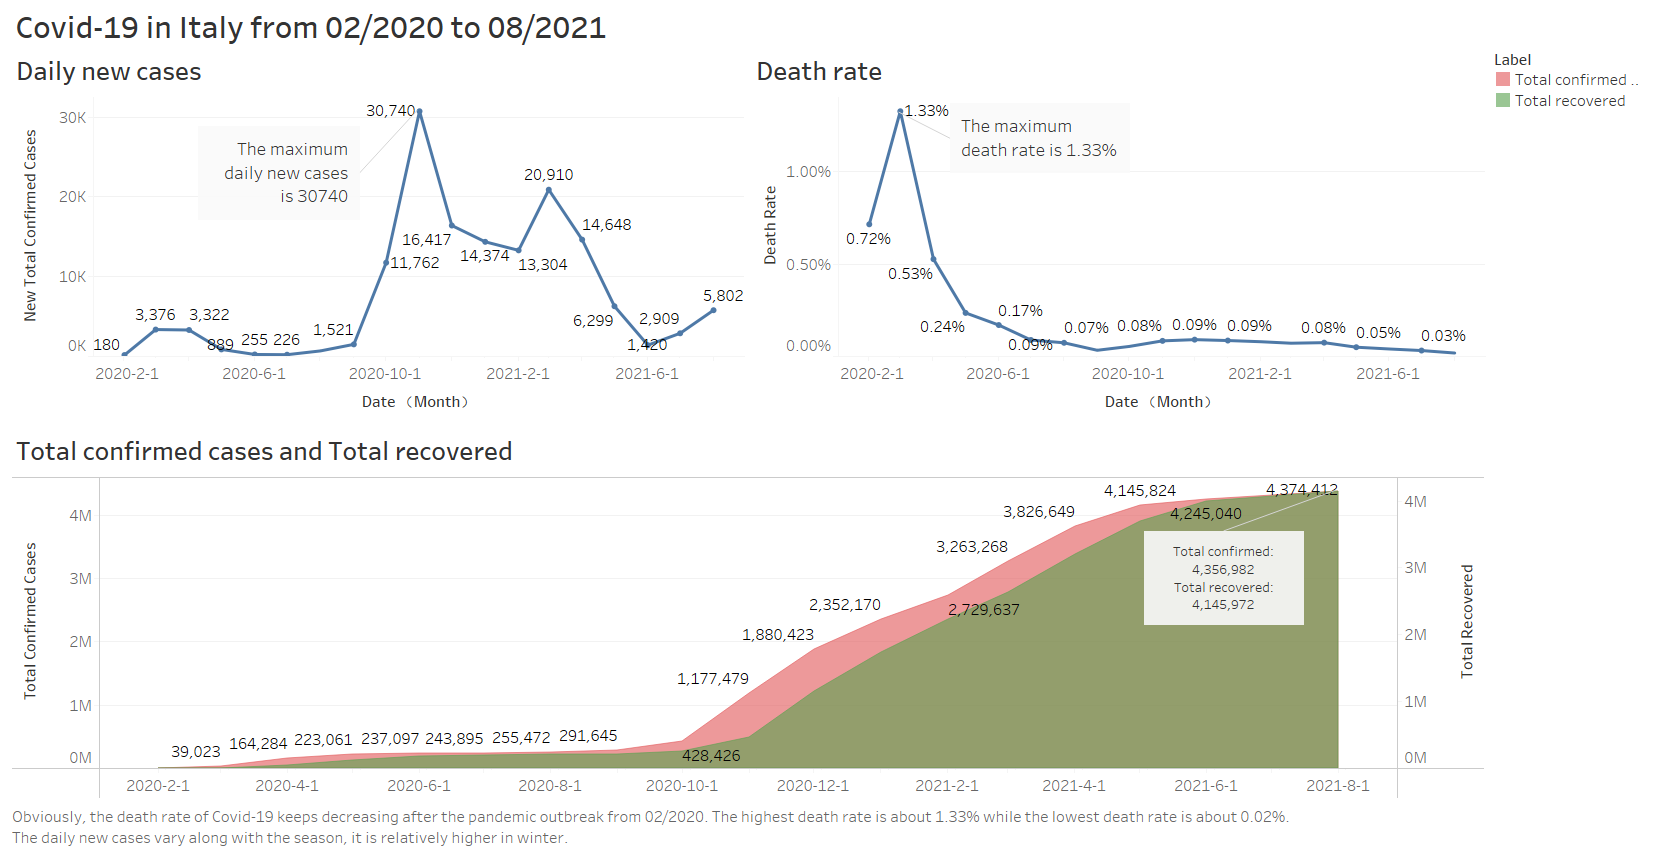 Covid-19 in Italy from 02/2020 to 08/2021
Daily new cases
New Total Confirmed Cases
30K
20K
10K
0K
180
3,376
3,322
889
255
226
1,521
11,762
30,740
16,417
14,374
13,304
20,910
14,648
6,299
1,420
2,909
5,802
The maximum
daily new cases
is 30740
2020-2-1
2020-6-1
2020-10-1
2021-2-1
2021-6-1
Date（Month）
Death rate
Death Rate
1.00%
0.50%
0.00%
0.72%
1.33%
0.53%
0.24%
0.17%
0.09%
0.07%
0.08%
0.09%
0.09%
0.08%
0.05%
0.03%
The maximum
death rate is 1.33%
2020-2-1
2020-6-1
2020-10-1
2021-2-1
2021-6-1
Date（Month）
Label
Total confirmed ..
Total recovered
Total confirmed cases and Total recovered
Total Confirmed Cases
4M
3M
2M
1M
0M
39,023
164,284
223,061
237,097
243,895
255,472
291,645
428,426
1,177,479
1,880,423
2,352,170
2,729,637
3,263,268
3,826,649
4,145,824
4,245,040
4,374,412
Total confirmed:
4,356,982
Total recovered:
4,145,972
4M
3M
2M
1M
0M
Total Recovered
2020-2-1
2020-4-1
2020-6-1
2020-8-1
2020-10-1
2020-12-1
2021-2-1
2021-4-1
2021-6-1
2021-8-1
Obviously, the death rate of Covid-19 keeps decreasing after the pandemic outbreak from 02/2020. The highest death rate is about 1.33% while the lowest death rate is about 0.02%.
The daily new cases vary along with the season, it is relatively higher in winter.